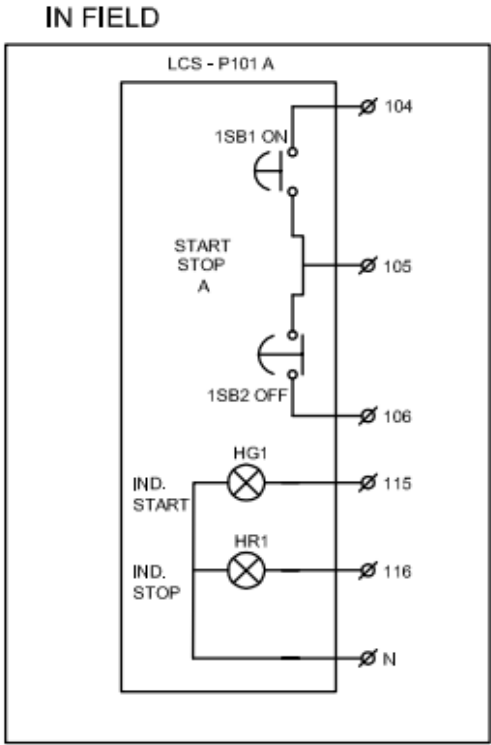 IN FIELD
LCS - P101 A
104
1SB1 ON
START
STOP
A
105
1SB2 OFF
106
HG1
IND.
START
115
HR1
IND.
STOP
116
N